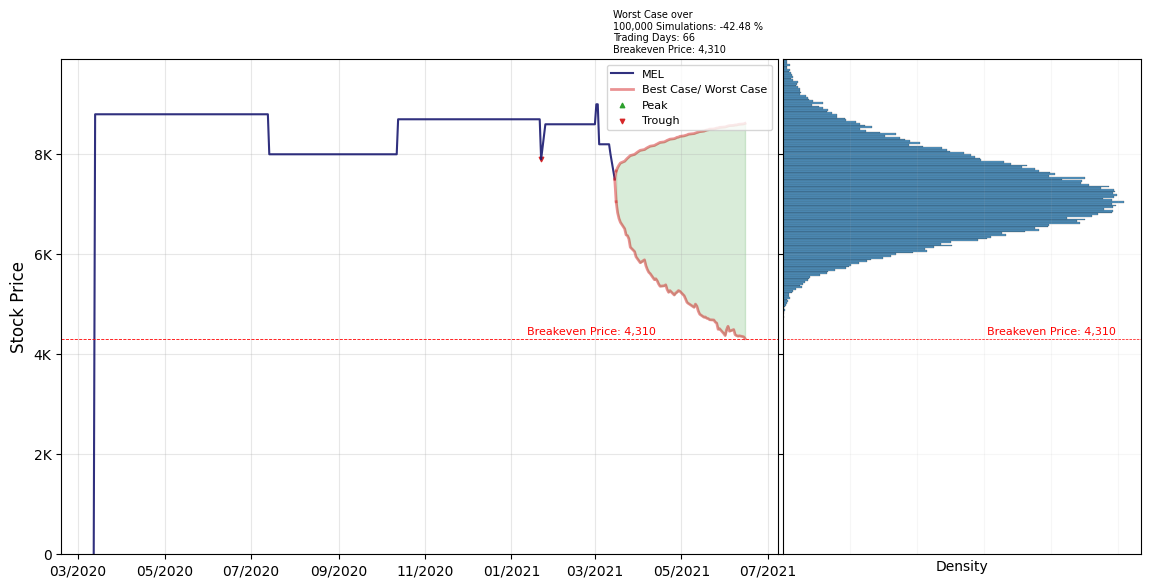 Worst Case over
100,000 Simulations: -42.48 %
Trading Days: 66
Breakeven Price: 4,310
MEL
Best Case/ Worst Case
Peak
Trough
8K
6K
4K
2K
0
Stock Price
Breakeven Price: 4,310
Breakeven Price: 4,310
03/2020
05/2020
07/2020
09/2020
11/2020
01/2021
03/2021
05/2021
07/2021
Density